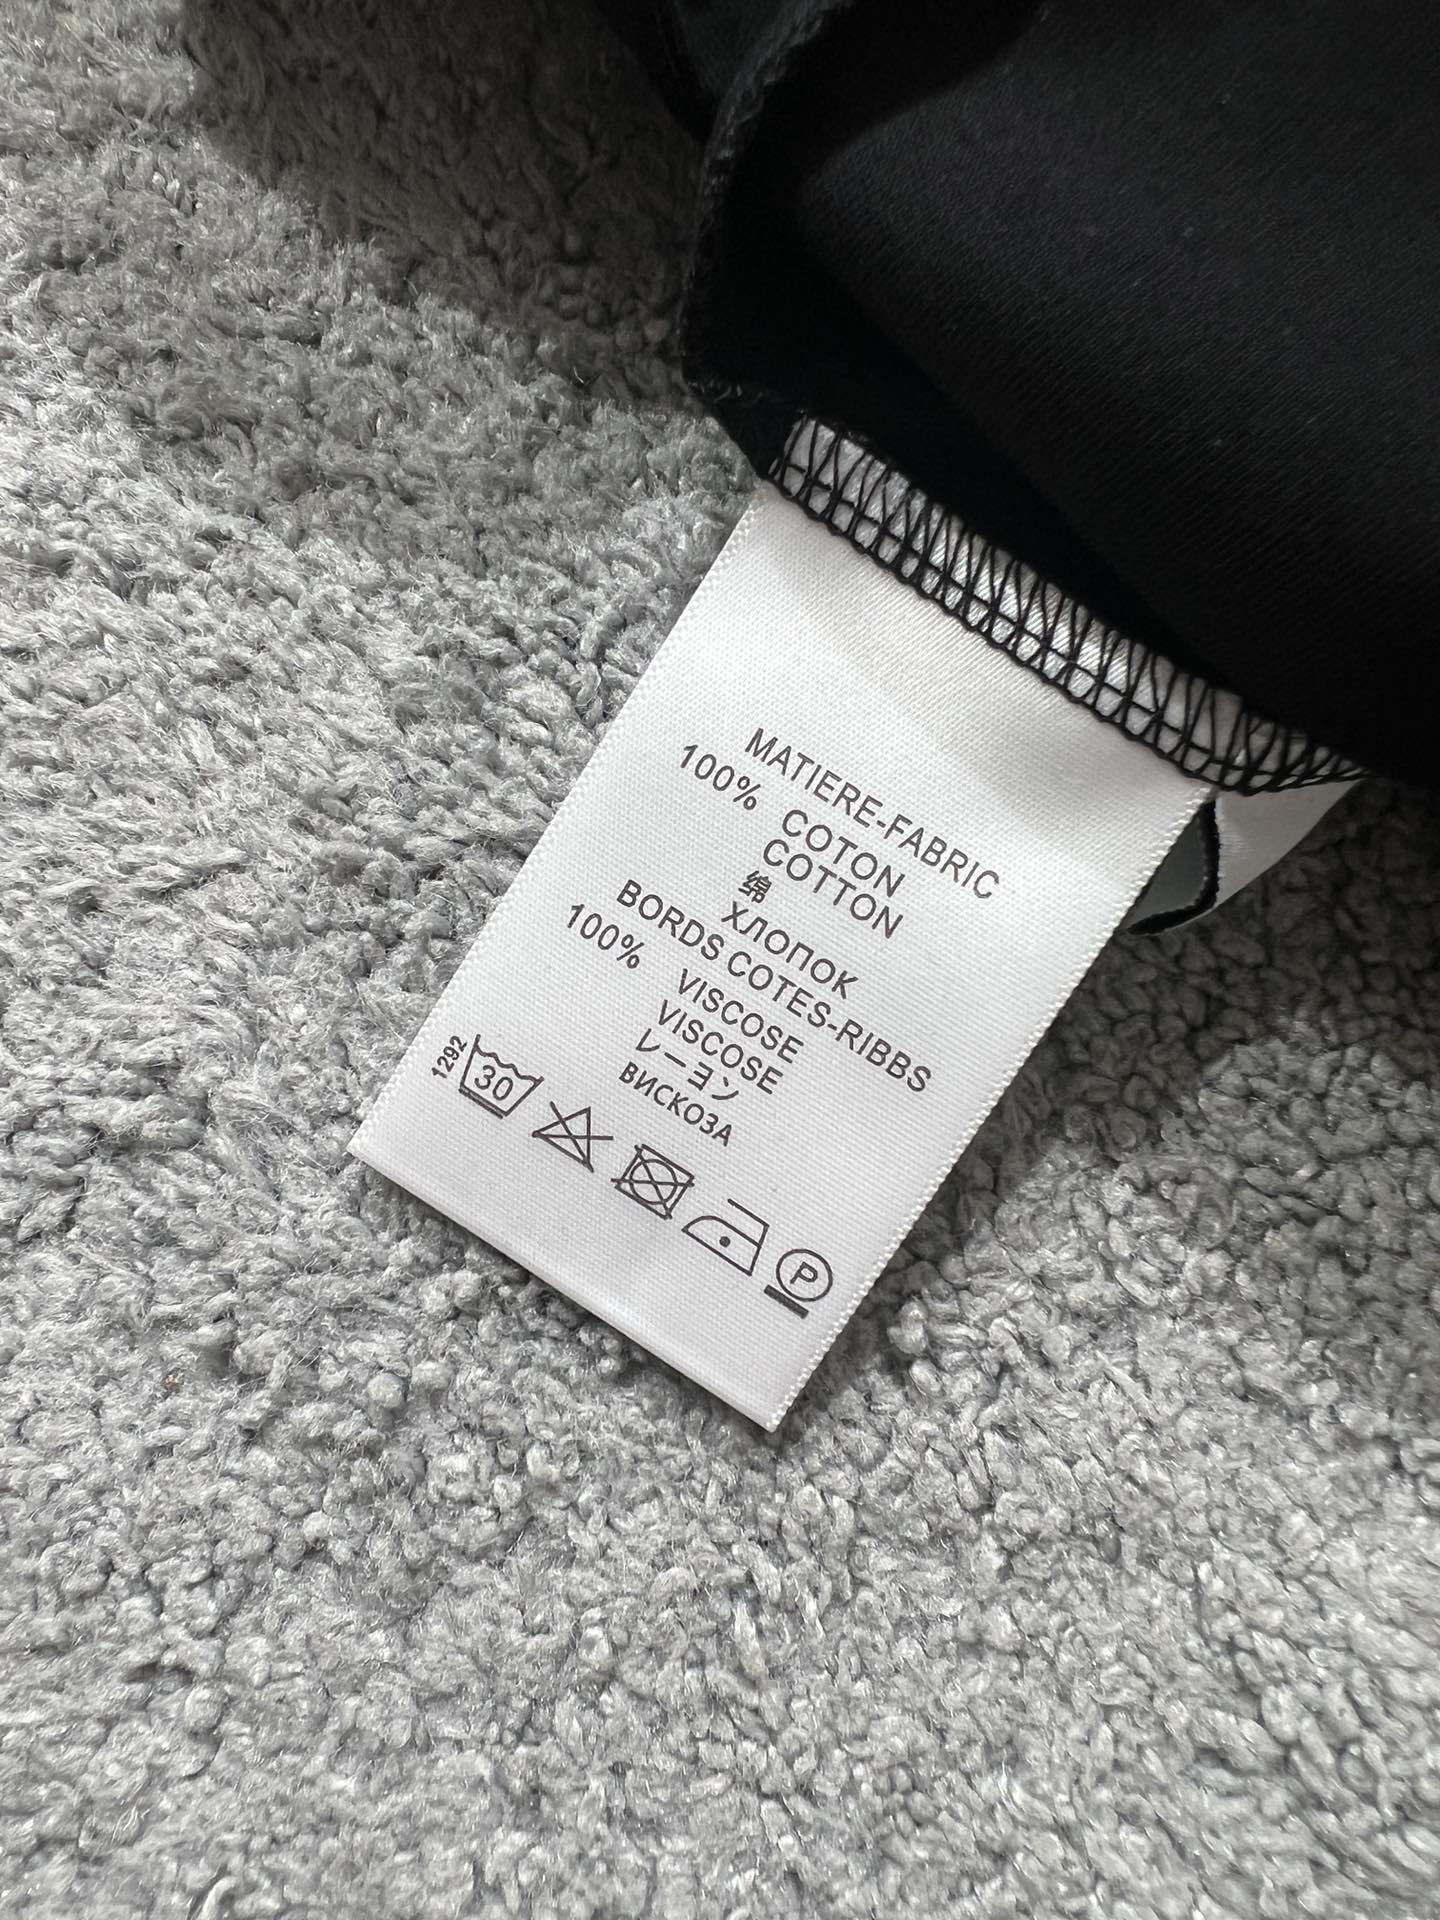 MATIERE-FABRIC
100% COTON
COTTON
绵
ХЛОПОК
BORDS COTES-RIBBS
100% VISCOSE
VISCOSE
レーヨン
ВИСКОЗА
1292
30
P